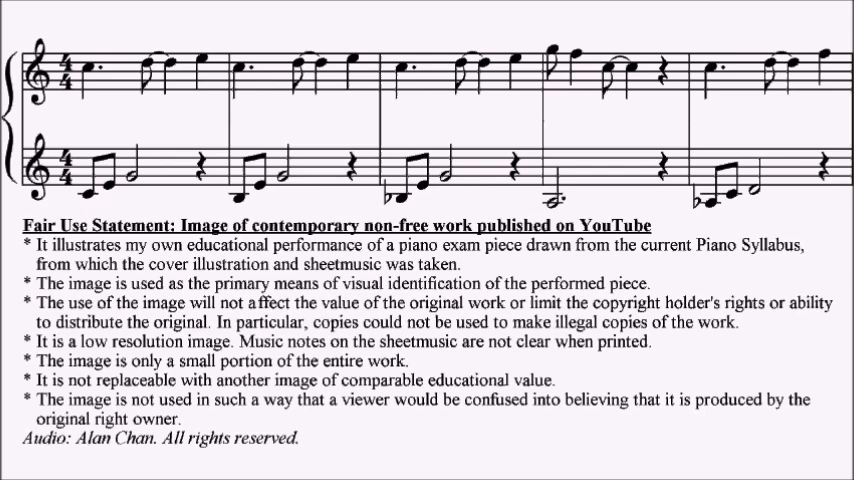 Fair Use Statement: Image of contemporary non-free work published on YouTube
* It illustrates my own educational performance of a piano exam piece drawn from the current Piano Syllabus,
from which the cover illustration and sheetmusic was taken.
* The image is used as the primary means of visual identification of the performed piece.
* The use of the image will not affect the value of the original work or limit the copyright holder's rights or ability
to distribute the original. In particular, copies could not be used to make illegal copies of the work.
* It is a low resolution image. Music notes on the sheetmusic are not clear when printed.
* The image is only a small portion of the entire work.
* It is not replaceable with another image of comparable educational value.
* The image is not used in such a way that a viewer would be confused into believing that it is produced by the
original right owner.
Audio: Alan Chan. All rights reserved.